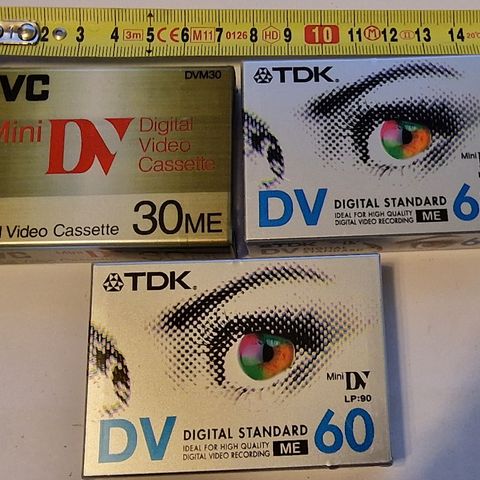 2 3 4 3m 5 CE 6 M11 7 0126 8 HD 9 10 11 M 12 13 14 20°C
VC
DVM30
Mini DV Digital
Video
Cassette
Video Cassette 30ME
TDK
Mini
DV DIGITAL STANDARD 6
IDEAL FOR HIGH QUALITY
DIGITAL VIDEO RECORDING ME
TDK
Mini DV
LP:90
DV DIGITAL STANDARD 60
IDEAL FOR HIGH QUALITY
DIGITAL VIDEO RECORDING ME